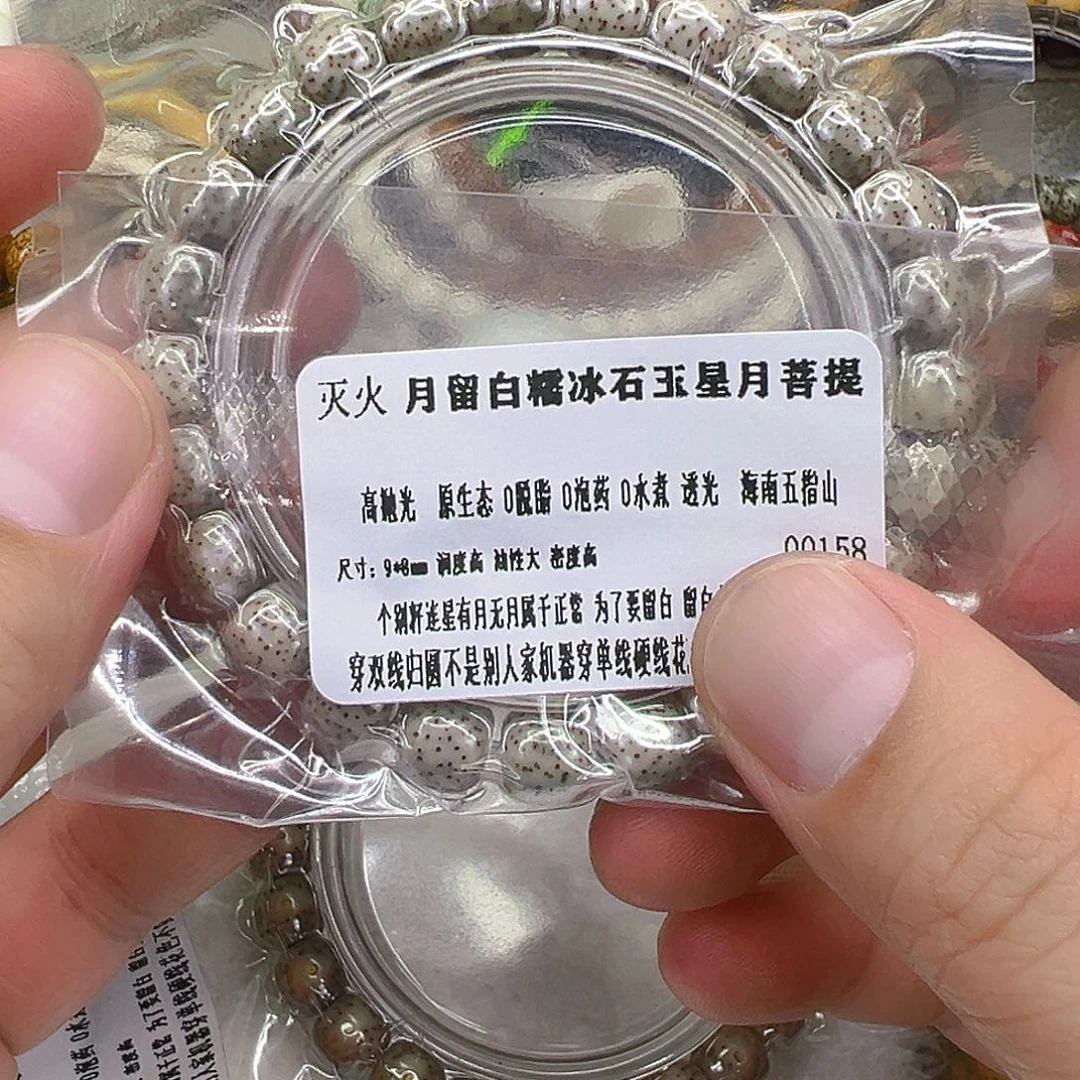 灭火 月留白糯冰石玉星月菩提
高抛光 原生态 0脱脂 0泡药 0水煮 透光 海南五指山
尺寸：9*8mm 润度高 油性大 密度高
00158
个别籽连星有月无月属于正常 为了要留白 留白
穿双线归圆不是别人家机器穿单线硬线花